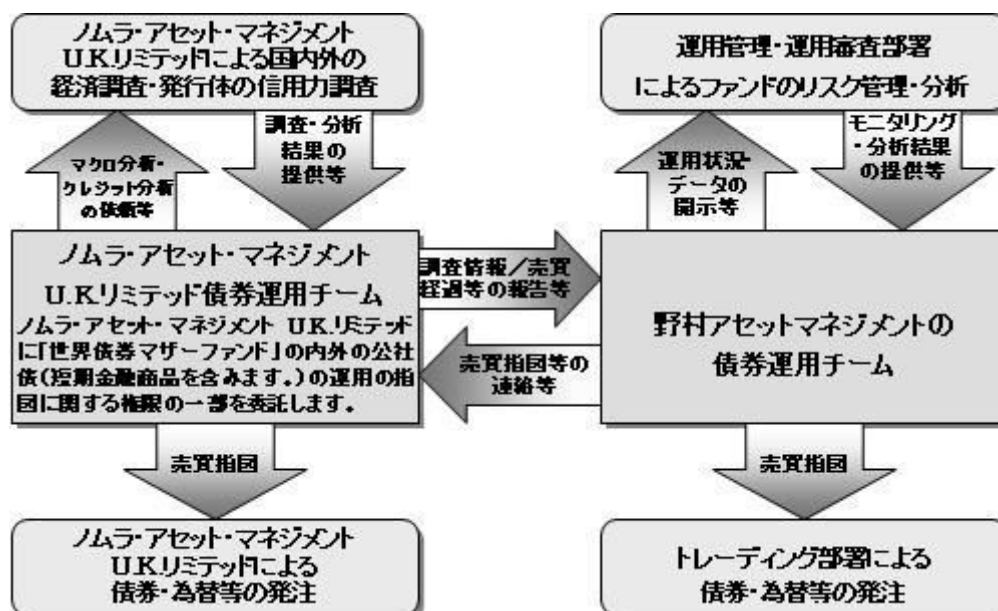 ノムラ・アセット・マネジメント
U.K.リミテッドによる国内外の
経済調査・発行体の信用力調査
運用管理・運用審査部署
によるファンドのリスク管理・分析
マクロ分析・
クレジット分析
の依頼等
調査・分析
結果の
提供等
運用状況・
データの
開示等
モニタリング
・分析結果
の提供等
ノムラ・アセット・マネジメント
U.K.リミテッド債券運用チーム
ノムラ・アセット・マネジメント U.K.リミテッド
に「世界債券マザーファンド」の内外の公社
債(短期金融商品を含みます。)の運用の指
図に関する権限の一部を委託します。
調査情報/売買
経過等の報告等
売買指図等の
連絡等
野村アセットマネジメントの
債券運用チーム
売買指図
売買指図
ノムラ・アセット・マネジメント
U.K.リミテッドによる
債券・為替等の発注
トレーディング部署による
債券・為替等の発注